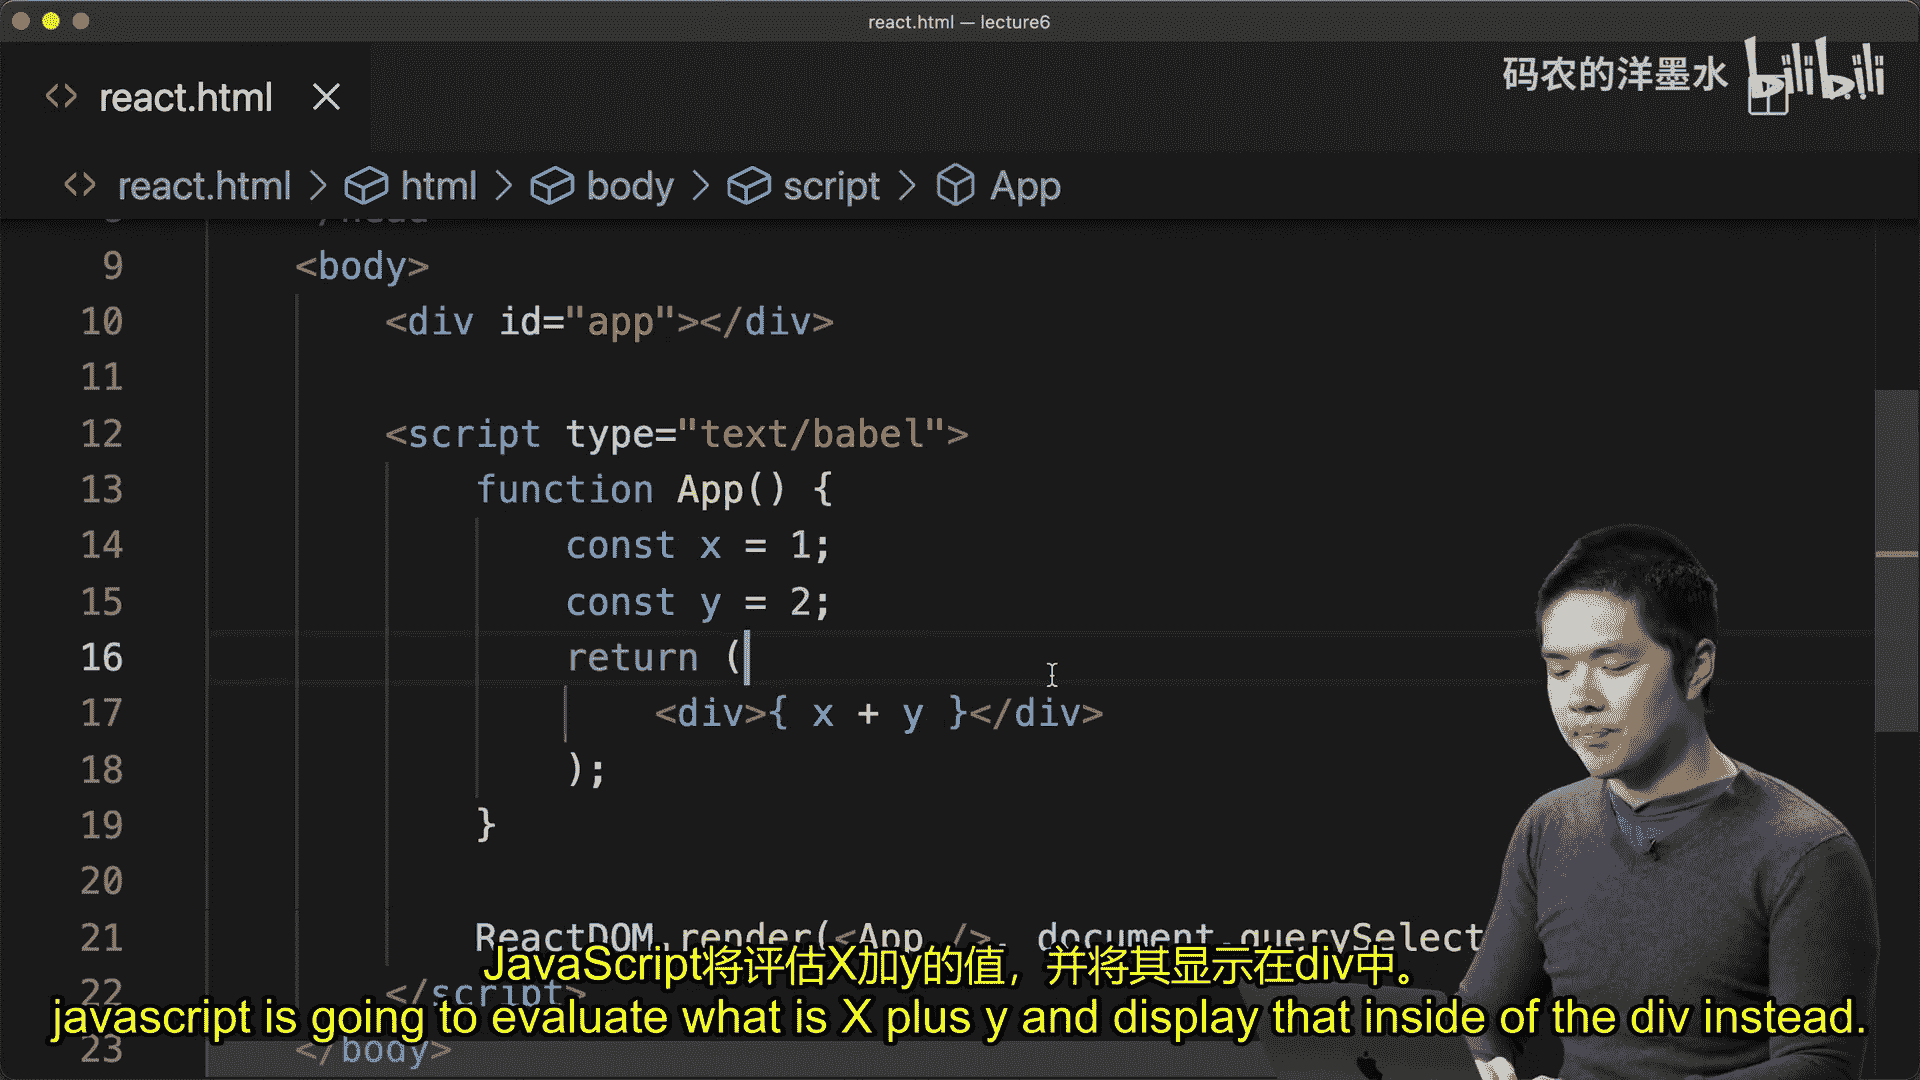 react.html — lecture6
react.html
码农的洋墨水 bilibili
react.html > html > body > script > App
9 <body>
10 <div id="app"></div>
11
12 <script type="text/babel">
13 function App() {
14 const x = 1;
15 const y = 2;
16 return (
17 <div>{ x + y }</div>
18 );
19 }
20
21 ReactDOM.render(<App />, document.querySelect
JavaScript将评估X加y的值，并将其显示在div中。
22 </script>
javascript is going to evaluate what is X plus y and display that inside of the div instead.
23 </body>